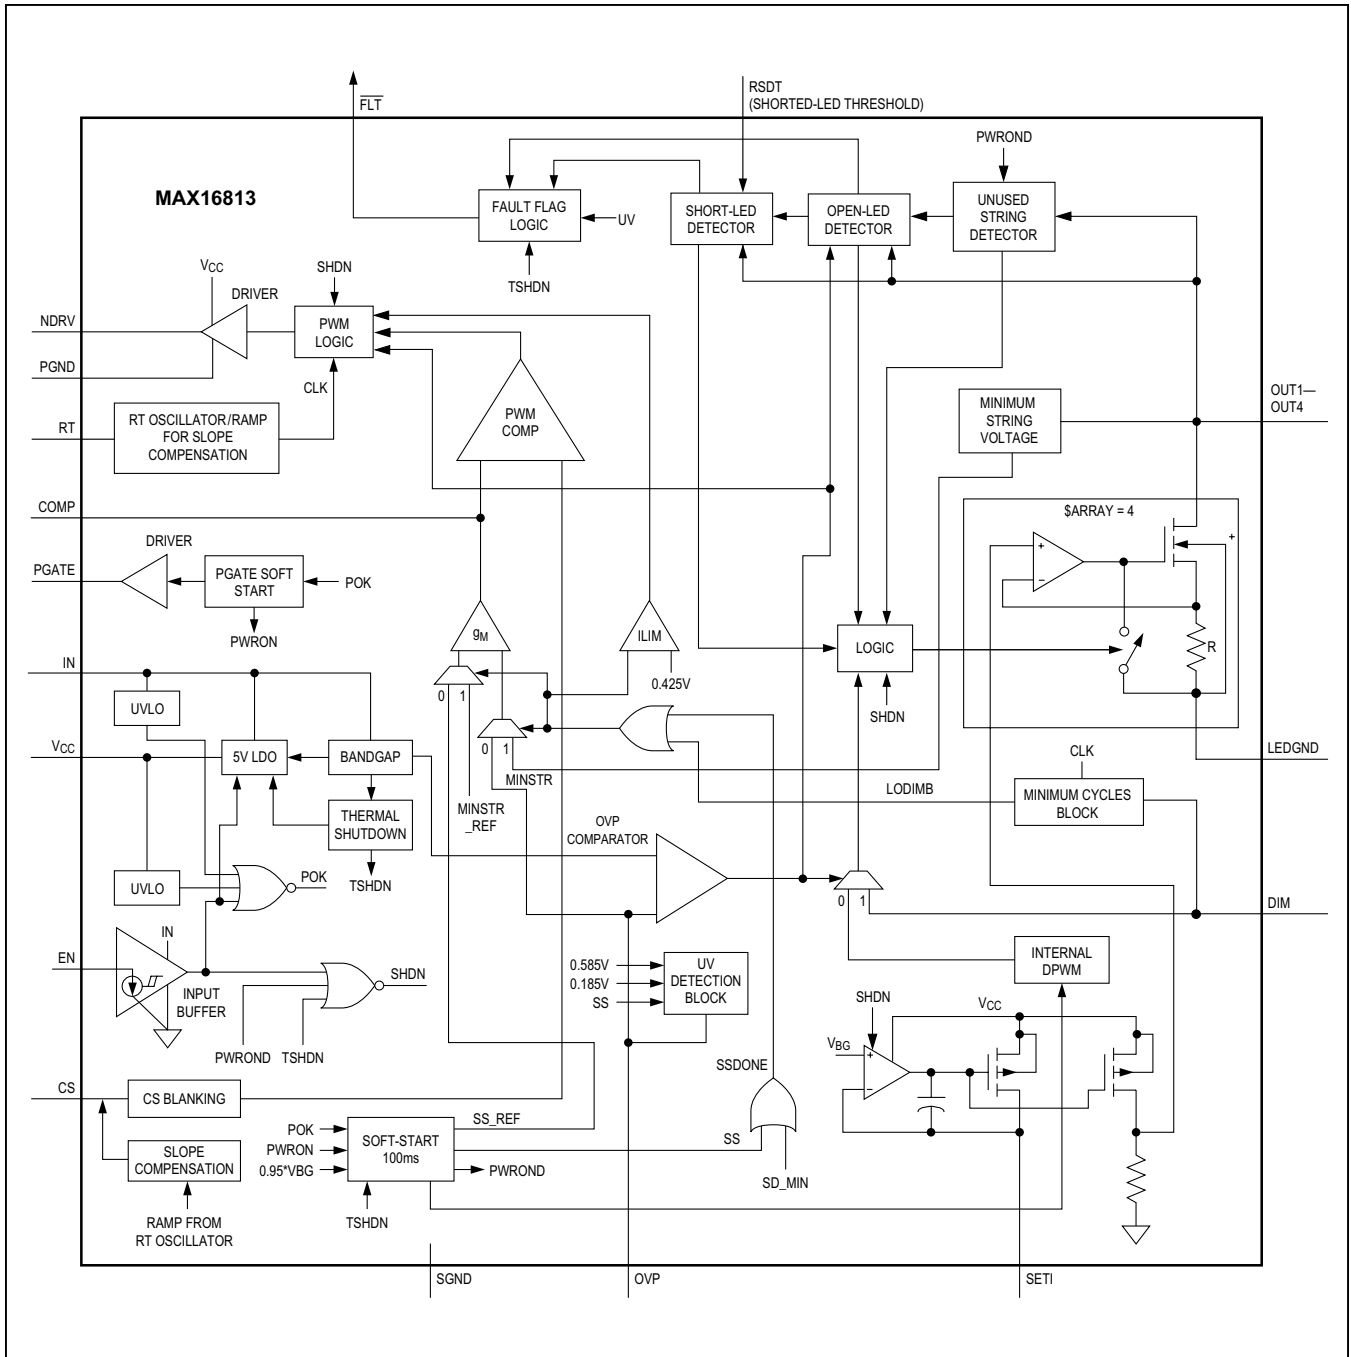 RSDT
(SHORTED-LED THRESHOLD)
FLT
PWROND
MAX16813
FAULT FLAG
LOGIC
UV
SHORT-LED
DETECTOR
OPEN-LED
DETECTOR
UNUSED
STRING
DETECTOR
TSHDN
VCC
SHDN
DRIVER
NDRV
PWM
LOGIC
PGND
CLK
RT
RT OSCILLATOR/RAMP
FOR SLOPE
COMPENSATION
PWM
COMP
MINIMUM
STRING
VOLTAGE
OUT1—
OUT4
COMP
$ARRAY = 4
+
+
−
R
DRIVER
PGATE
PGATE SOFT
START
POK
PWRON
gM
ILIM
0.425V
0 1
LOGIC
SHDN
IN
UVLO
VCC
5V LDO
BANDGAP
0 1
MINSTR
MINSTR
_REF
THERMAL
SHUTDOWN
TSHDN
LODIMB
CLK
MINIMUM CYCLES
BLOCK
LEDGND
OVP
COMPARATOR
UVLO
POK
0 1
DIM
EN
IN
INPUT
BUFFER
SHDN
PWROND
TSHDN
0.585V
0.185V
SS
UV
DETECTION
BLOCK
INTERNAL
DPWM
SHDN
VCC
VBG
+
−
SSDONE
CS
CS BLANKING
SLOPE
COMPENSATION
RAMP FROM
RT OSCILLATOR
POK
PWRON
0.95*VBG
SOFT-START
100ms
SS_REF
PWROND
TSHDN
SS
SD_MIN
SGND
OVP
SETI